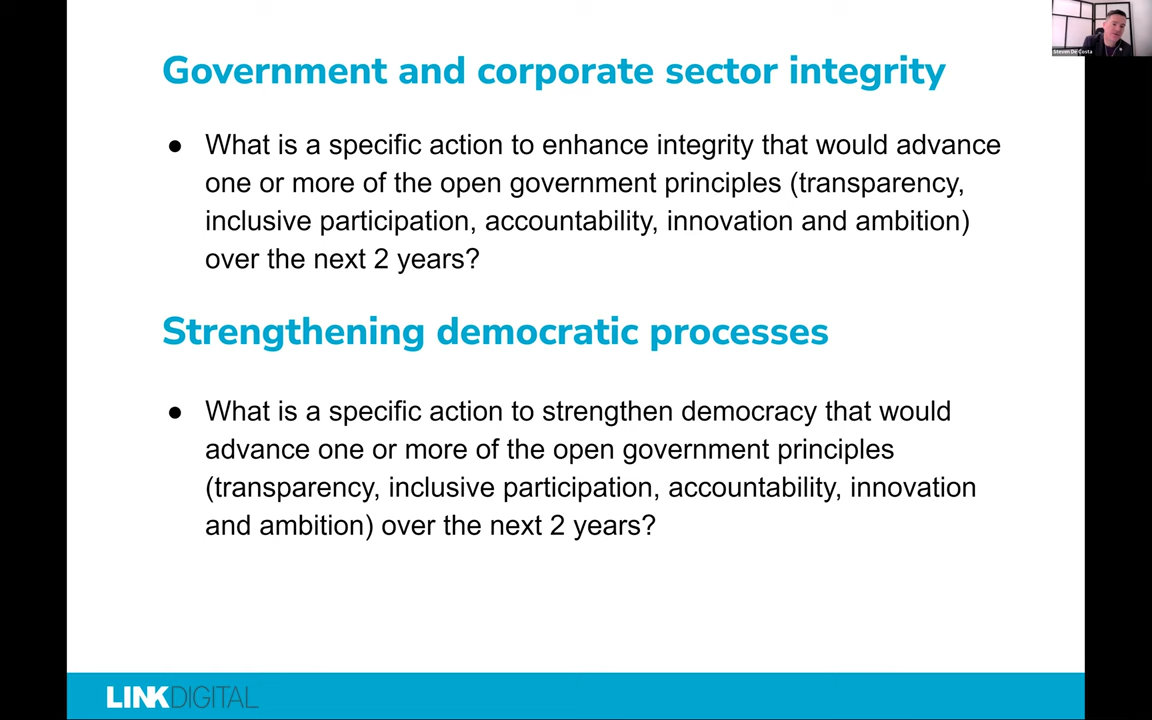 Steven De Costa
Government and corporate sector integrity
● What is a specific action to enhance integrity that would advance
one or more of the open government principles (transparency,
inclusive participation, accountability, innovation and ambition)
over the next 2 years?
Strengthening democratic processes
● What is a specific action to strengthen democracy that would
advance one or more of the open government principles
(transparency, inclusive participation, accountability, innovation
and ambition) over the next 2 years?
LINKDIGITAL